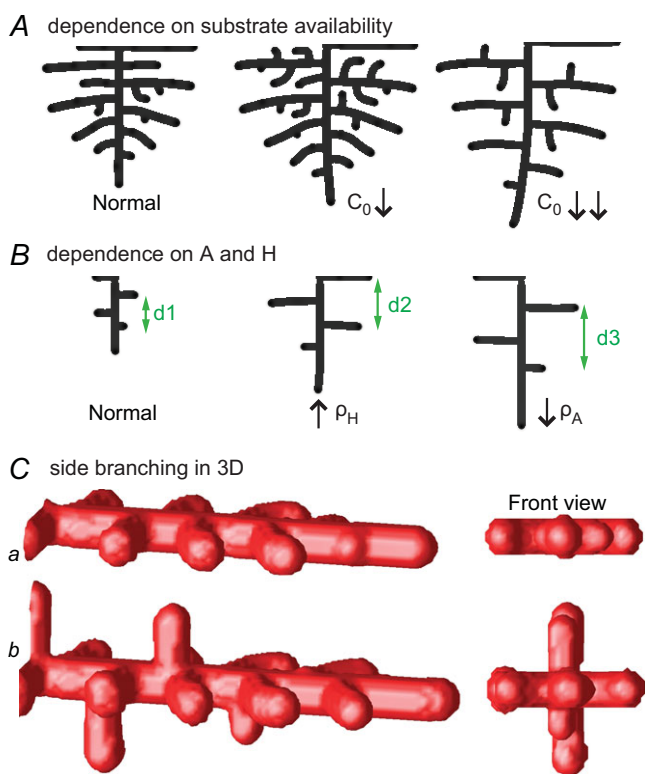 A dependence on substrate availability
Normal
C₀ ↓
C₀ ↓↓
B dependence on A and H
d1
d2
d3
Normal
↑ ρH
↓ ρA
C side branching in 3D
Front view
a
b